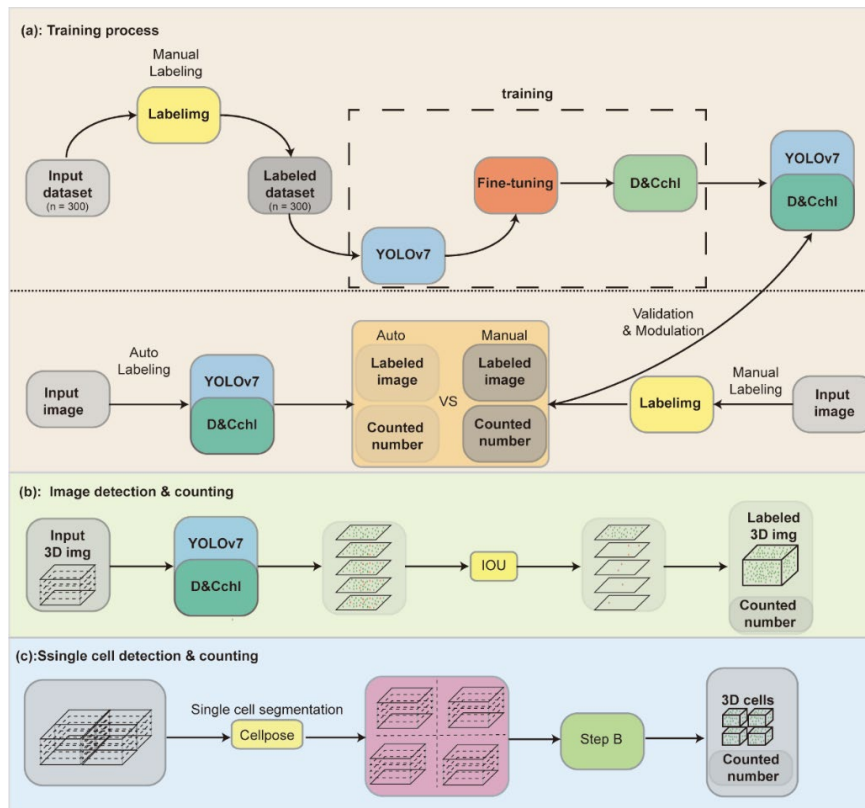 (a): Training process
Manual
Labeling
Labelimg
Input
dataset
(n = 300)
Labeled
dataset
(n = 300)
training
YOLOv7
Fine-tuning
D&Cchl
YOLOv7
D&Cchl
Validation
& Modulation
Auto
Labeling
Input
image
YOLOv7
D&Cchl
Auto
Labeled
image
Counted
number
VS
Manual
Labeled
image
Counted
number
Labelimg
Manual
Labeling
Input
image
(b): Image detection & counting
Input
3D img
YOLOv7
D&Cchl
IOU
Labeled
3D img
Counted
number
(c):Ssingle cell detection & counting
Single cell segmentation
Cellpose
Step B
3D cells
Counted
number